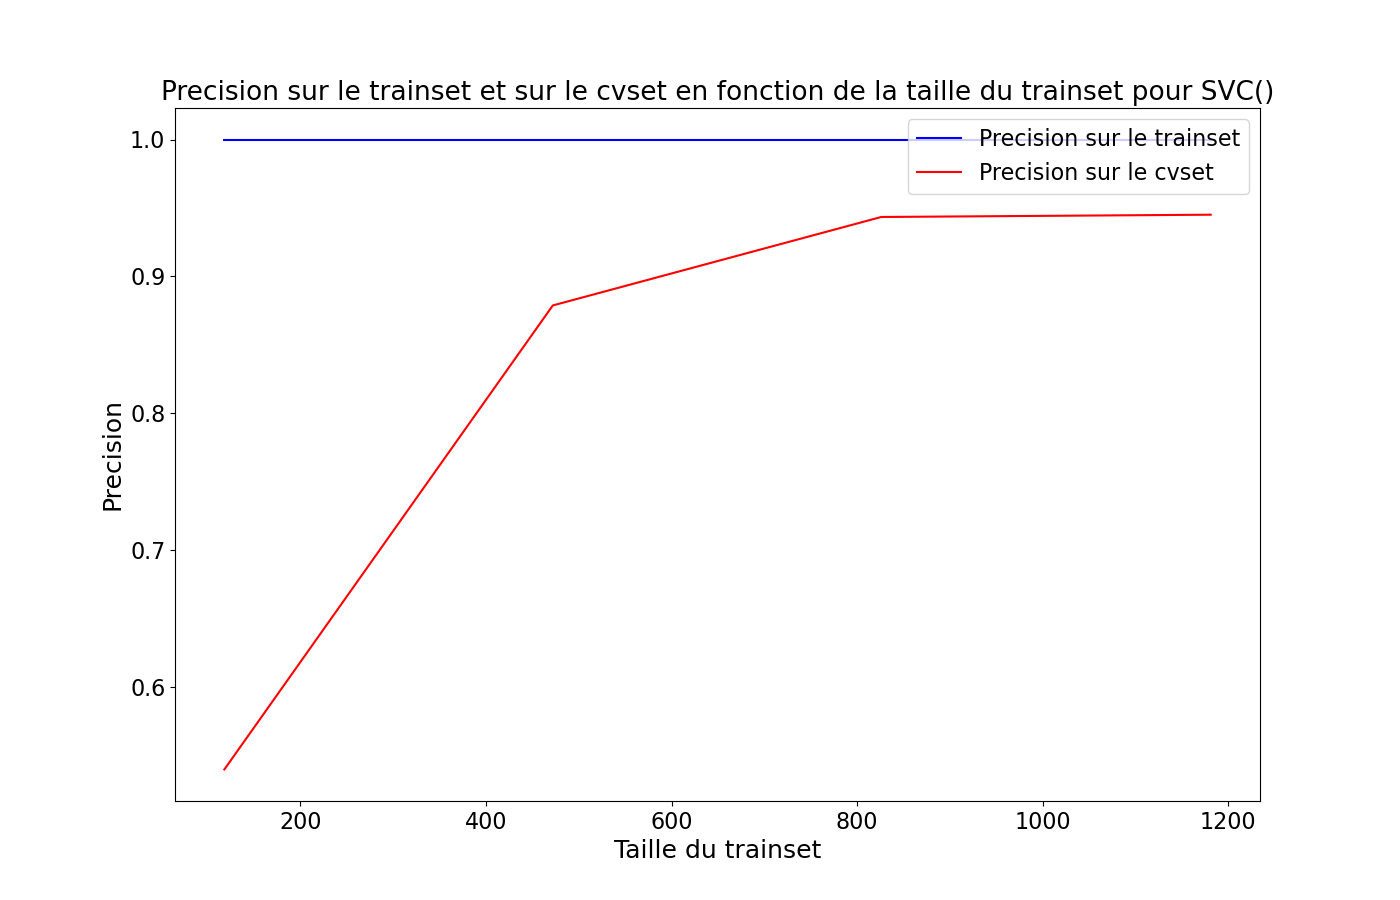 Precision sur le trainset et sur le cvset en fonction de la taille du trainset pour SVC()
Precision sur le trainset
Precision sur le cvset
1.0
0.9
0.8
0.7
0.6
Precision
200 400 600 800 1000 1200
Taille du trainset